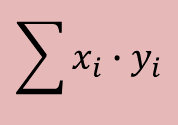 ∑ xᵢ · yᵢ